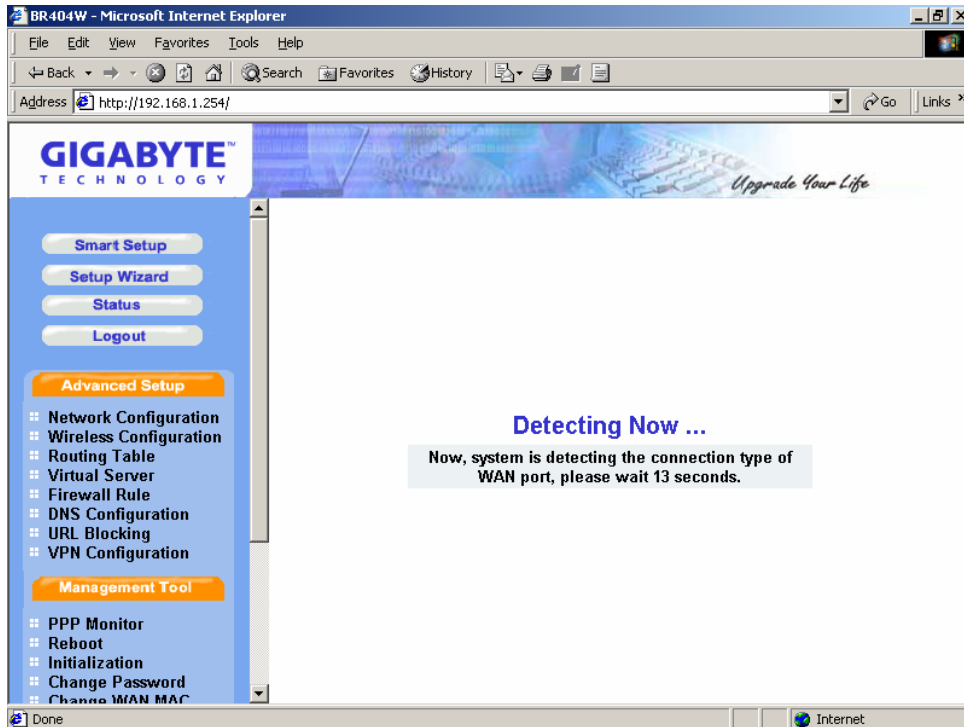 BR404W - Microsoft Internet Explorer
File Edit View Favorites Tools Help
Back Search Favorites History
Address http://192.168.1.254/ Go Links »
GIGABYTE™
TECHNOLOGY
Upgrade Your Life
Smart Setup
Setup Wizard
Status
Logout
Advanced Setup
Network Configuration
Wireless Configuration
Routing Table
Virtual Server
Firewall Rule
DNS Configuration
URL Blocking
VPN Configuration
Management Tool
PPP Monitor
Reboot
Initialization
Change Password
Change WAN MAC
Detecting Now ...
Now, system is detecting the connection type of
WAN port, please wait 13 seconds.
Done Internet